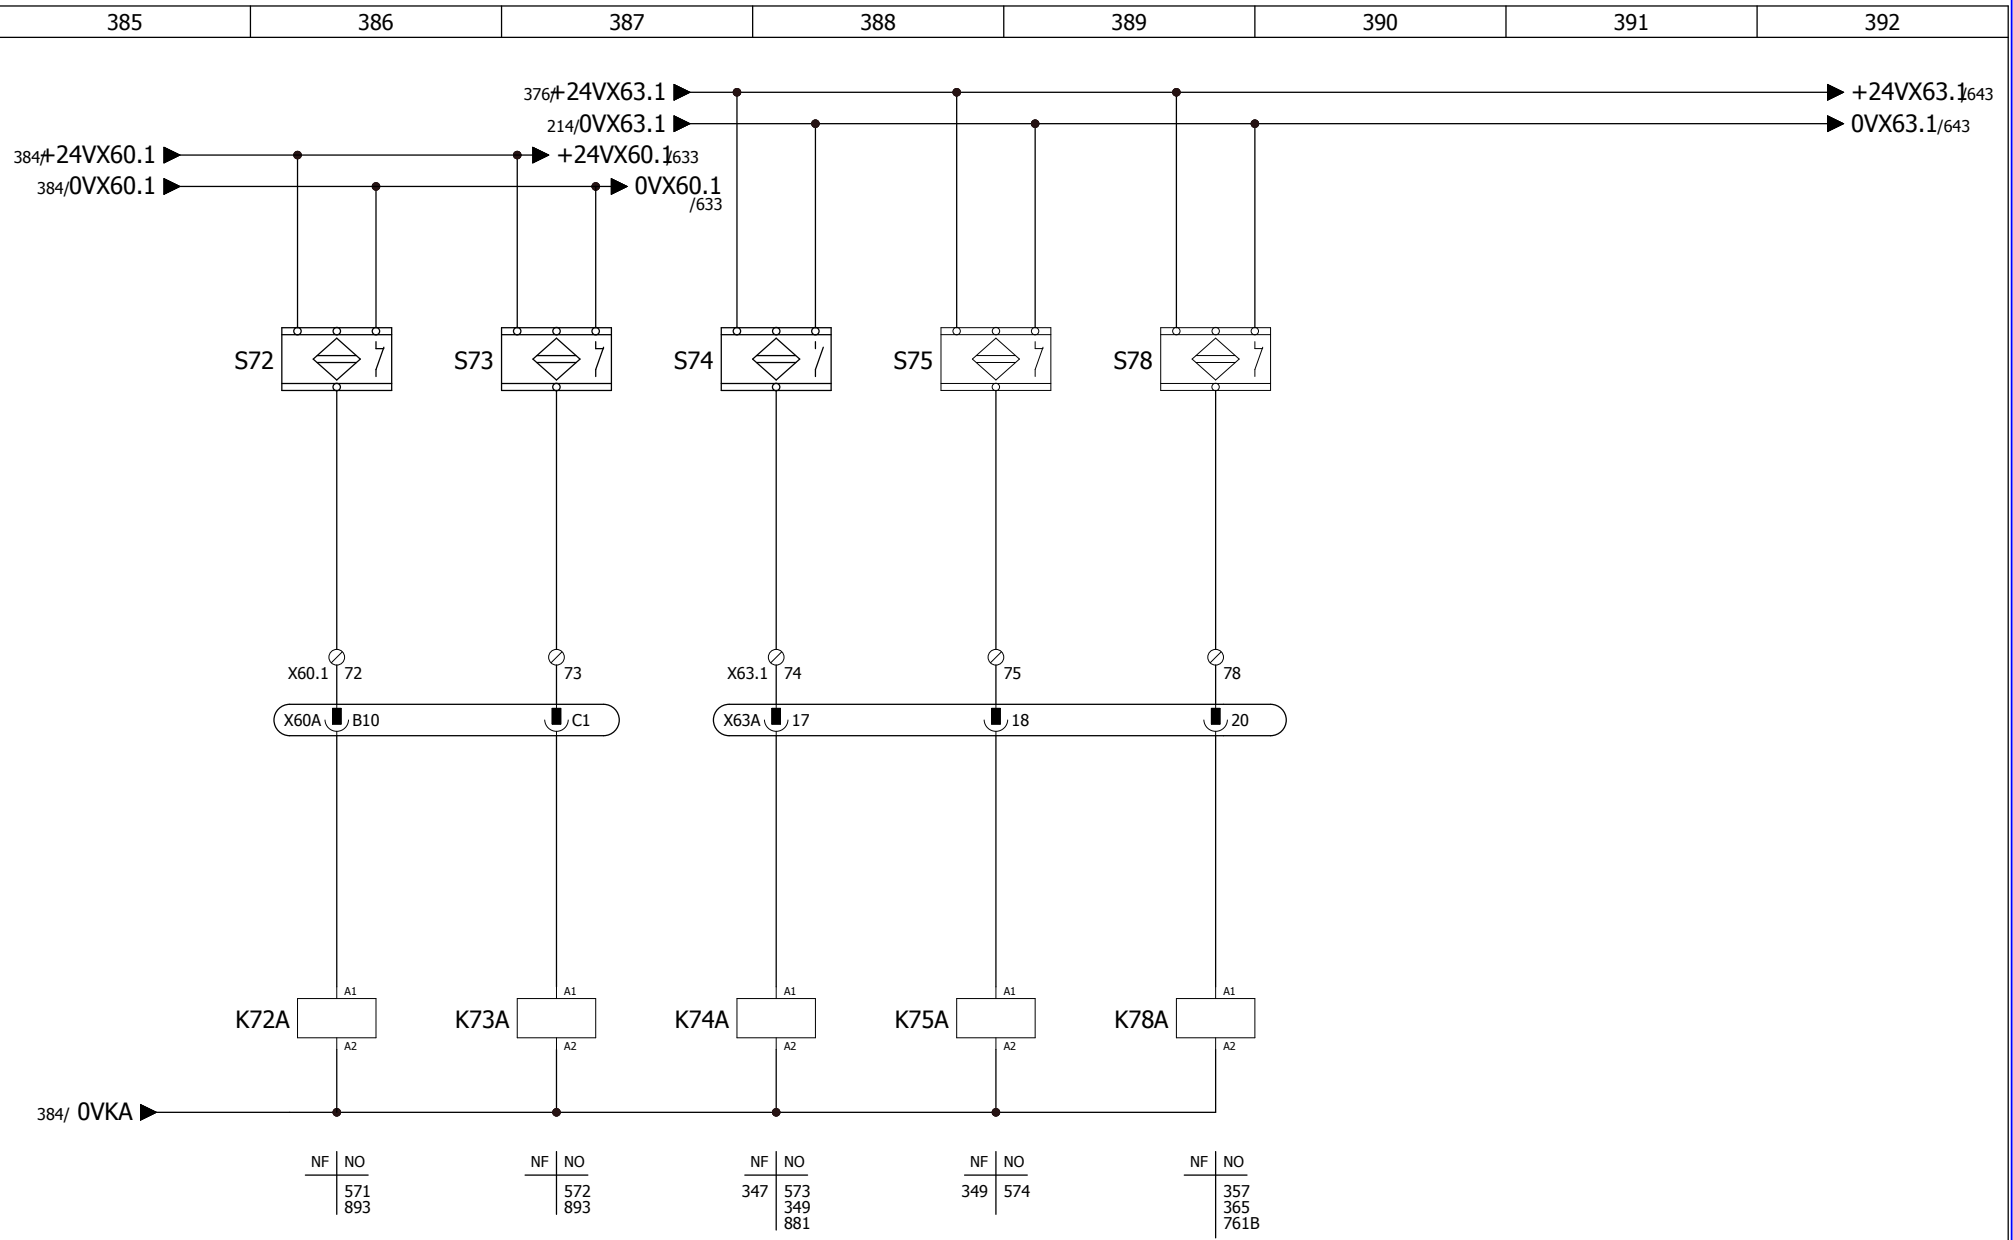 385 386 387 388 389 390 391 392
376/+24VX63.1 +24VX63.1/643
214/0VX63.1 0VX63.1/643
384/+24VX60.1 +24VX60.1/633
384/0VX60.1 0VX60.1
/633
S72 S73 S74 S75 S78
X60.1 72 73 X63.1 74 75 78
X60A B10 C1 X63A 17 18 20
A1 A1 A1 A1 A1
K72A K73A K74A K75A K78A
A2 A2 A2 A2 A2
384/ 0VKA
NF NO NF NO NF NO NF NO NF NO
571 572 347 573 349 574 357
893 893 349 365
881 761B